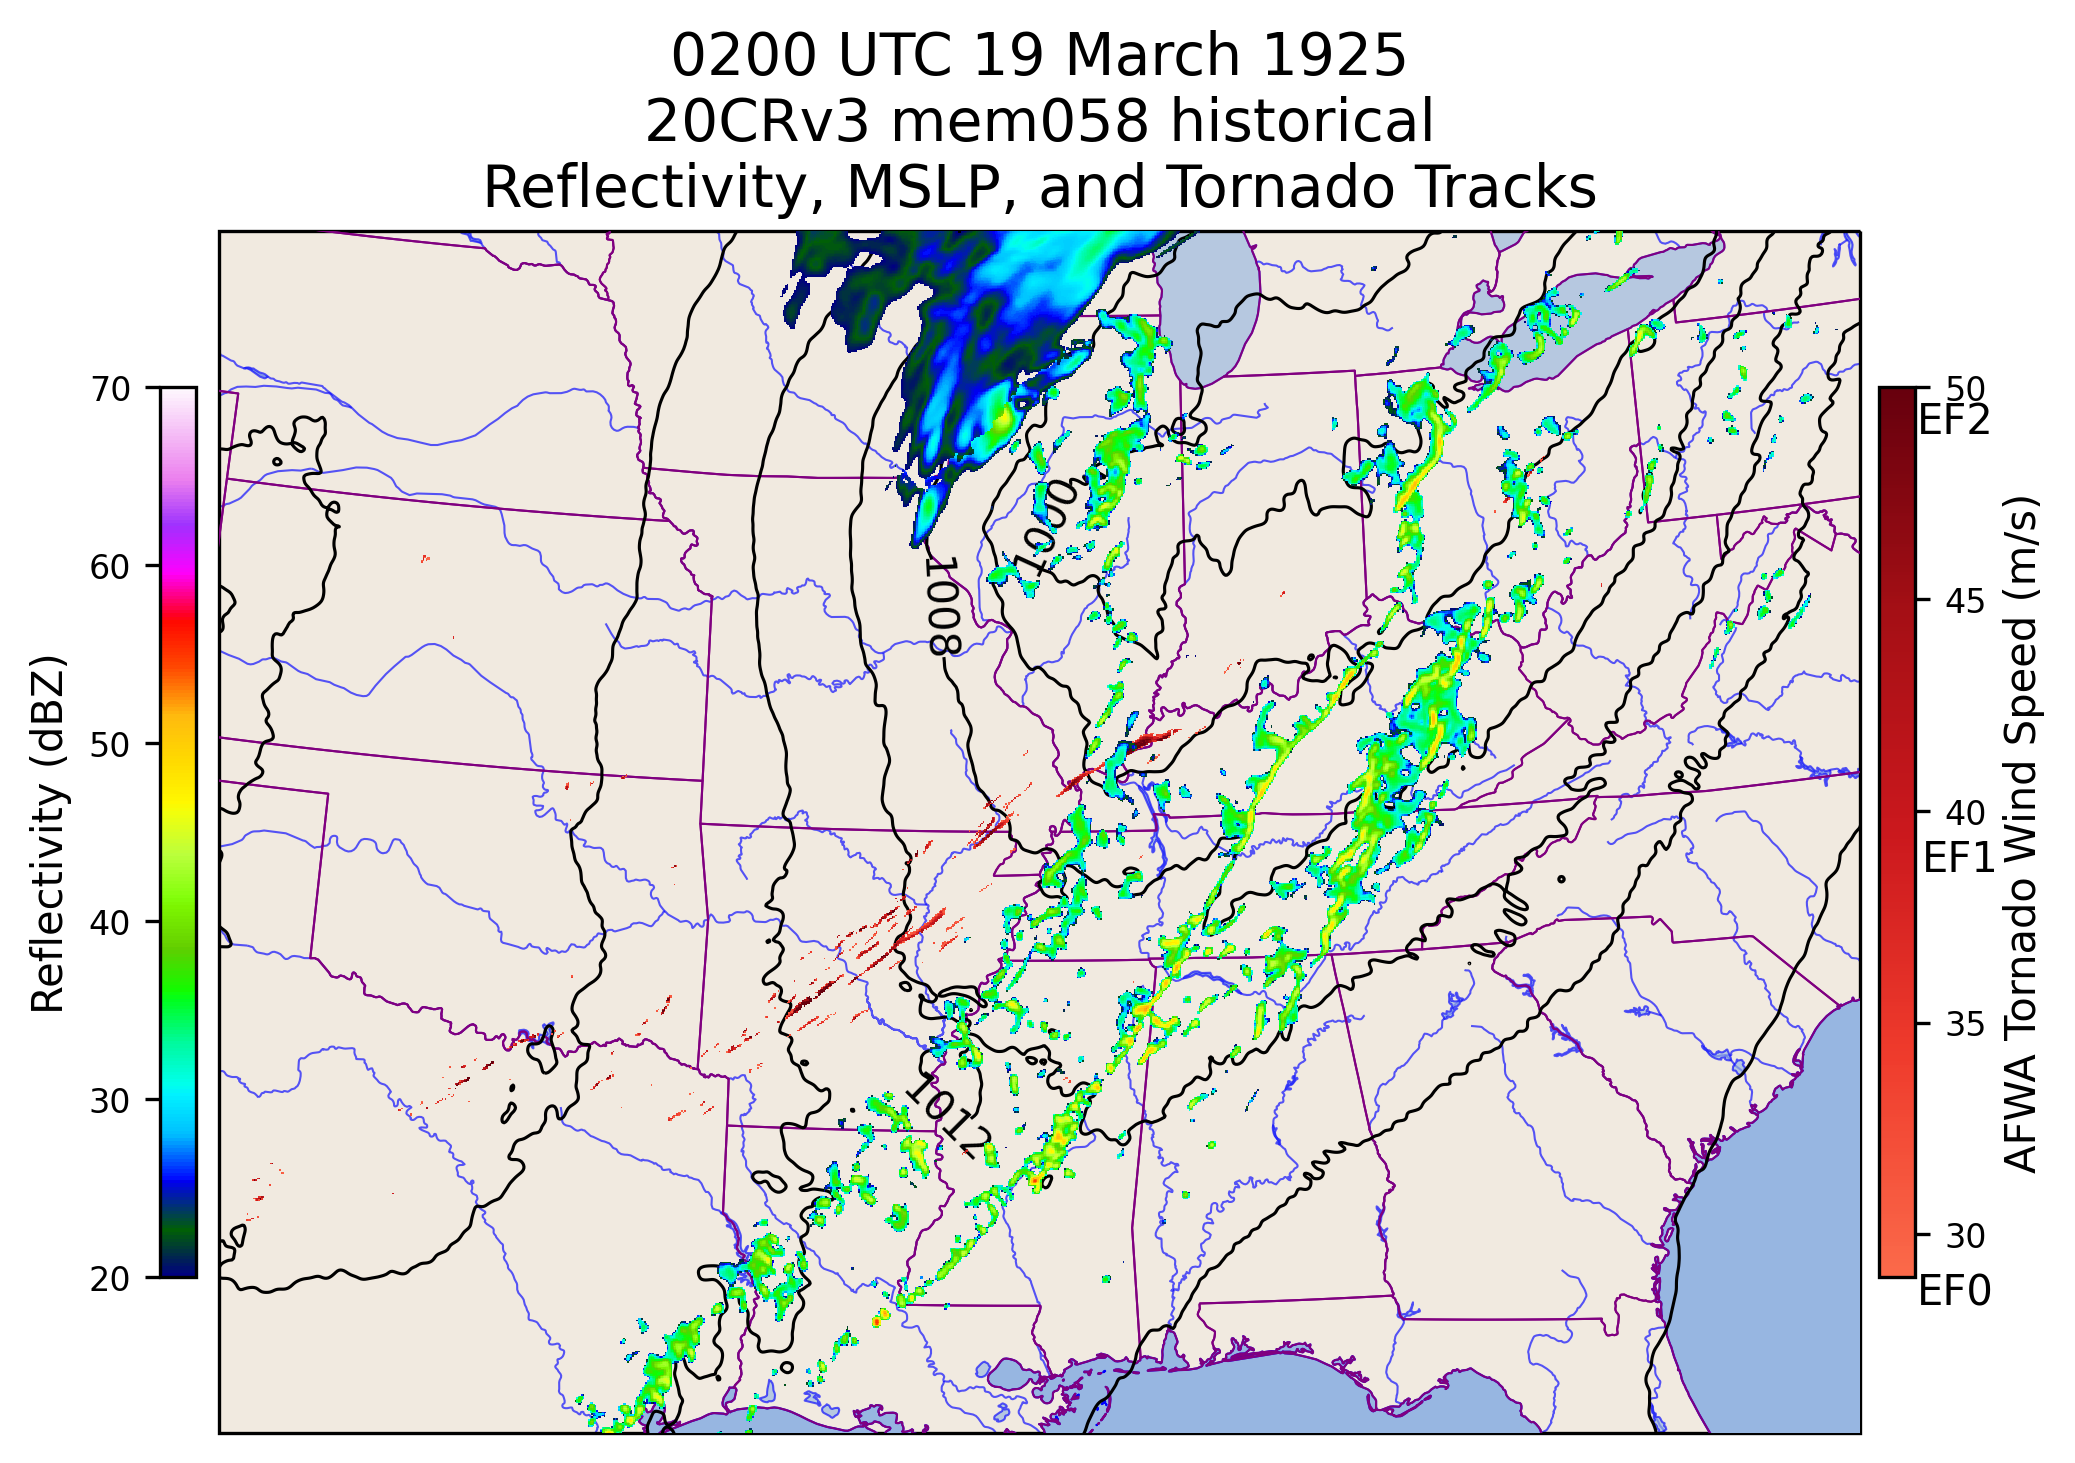 0200 UTC 19 March 1925
20CRv3 mem058 historical
Reflectivity, MSLP, and Tornado Tracks
Reflectivity (dBZ)
70
60
50
40
30
20
1000
1008
1012
50
EF2
45
40
EF1
35
30
EF0
AFWA Tornado Wind Speed (m/s)